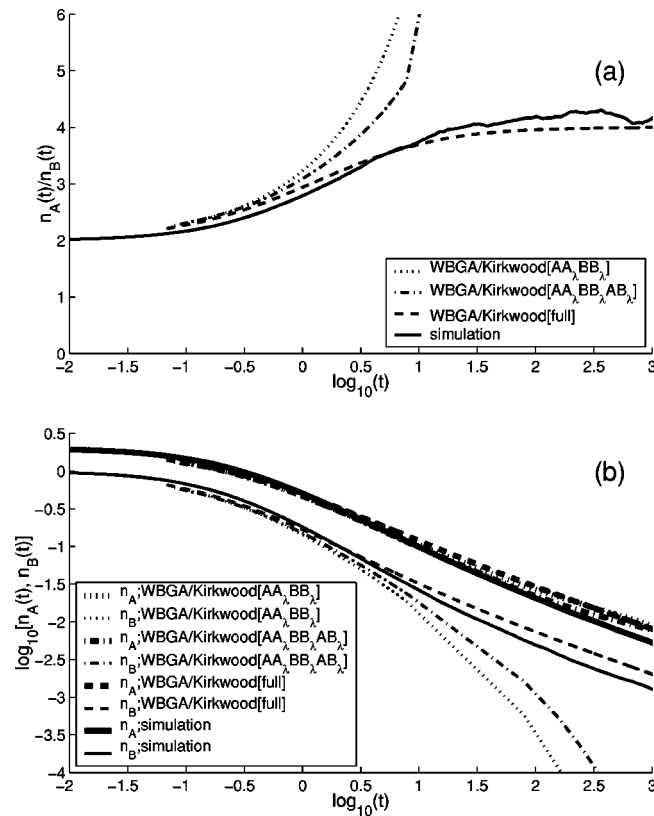 6
5
4
3
2
1
0
n_A(t)/n_B(t)
(a)
WBGA/Kirkwood[AA_λBB_λ]
WBGA/Kirkwood[AA_λBB_λAB_λ]
WBGA/Kirkwood[full]
simulation
-2 -1.5 -1 -0.5 0 0.5 1 1.5 2 2.5 3
log_10(t)
0.5
0
-0.5
-1
-1.5
-2
-2.5
-3
-3.5
-4
log_10[n_A(t), n_B(t)]
(b)
n_A;WBGA/Kirkwood[AA_λBB_λ]
n_B;WBGA/Kirkwood[AA_λBB_λ]
n_A;WBGA/Kirkwood[AA_λBB_λAB_λ]
n_B;WBGA/Kirkwood[AA_λBB_λAB_λ]
n_A;WBGA/Kirkwood[full]
n_B;WBGA/Kirkwood[full]
n_A;simulation
n_B;simulation
-2 -1.5 -1 -0.5 0 0.5 1 1.5 2 2.5 3
log_10(t)